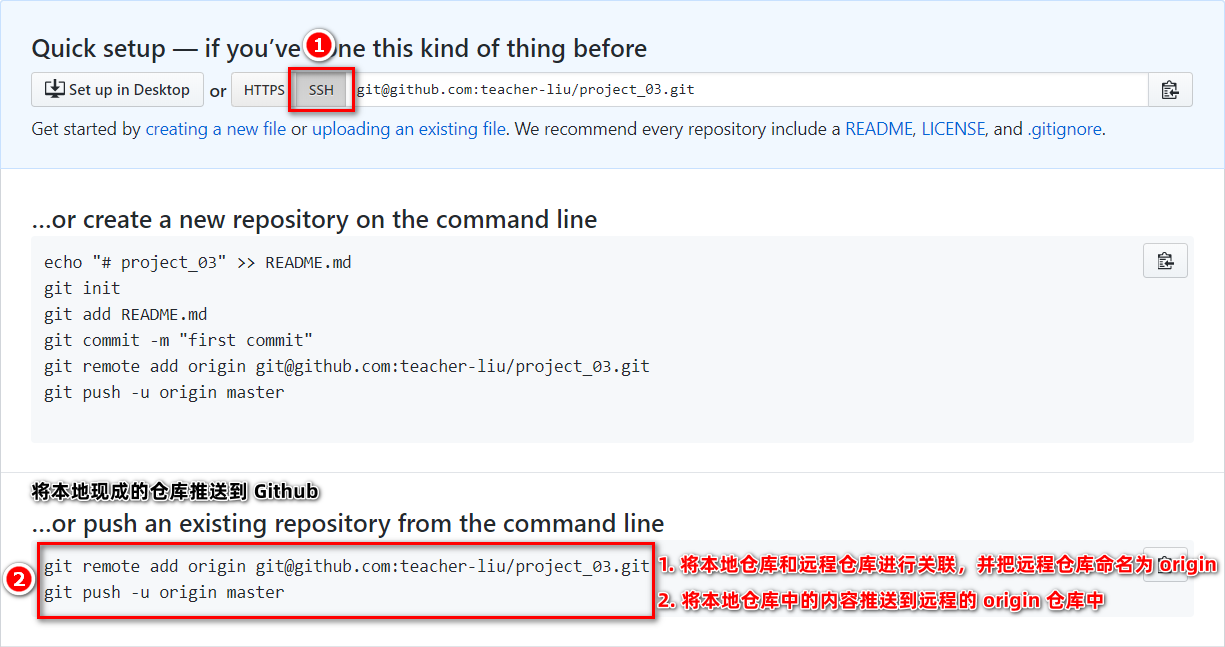 Quick setup — if you've ne this kind of thing before
1
Set up in Desktop or HTTPS SSH git@github.com:teacher-liu/project_03.git
Get started by creating a new file or uploading an existing file. We recommend every repository include a README, LICENSE, and .gitignore.
...or create a new repository on the command line
echo "# project_03" >> README.md
git init
git add README.md
git commit -m "first commit"
git remote add origin git@github.com:teacher-liu/project_03.git
git push -u origin master
将本地现成的仓库推送到 Github
...or push an existing repository from the command line
2
git remote add origin git@github.com:teacher-liu/project_03.git
git push -u origin master
1. 将本地仓库和远程仓库进行关联，并把远程仓库命名为 origin
2. 将本地仓库中的内容推送到远程的 origin 仓库中